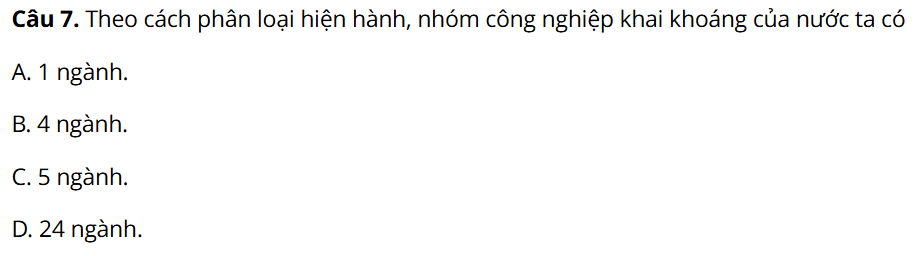 Câu 7. Theo cách phân loại hiện hành, nhóm công nghiệp khai khoáng của nước ta có
A. 1 ngành.
B. 4 ngành.
C. 5 ngành.
D. 24 ngành.